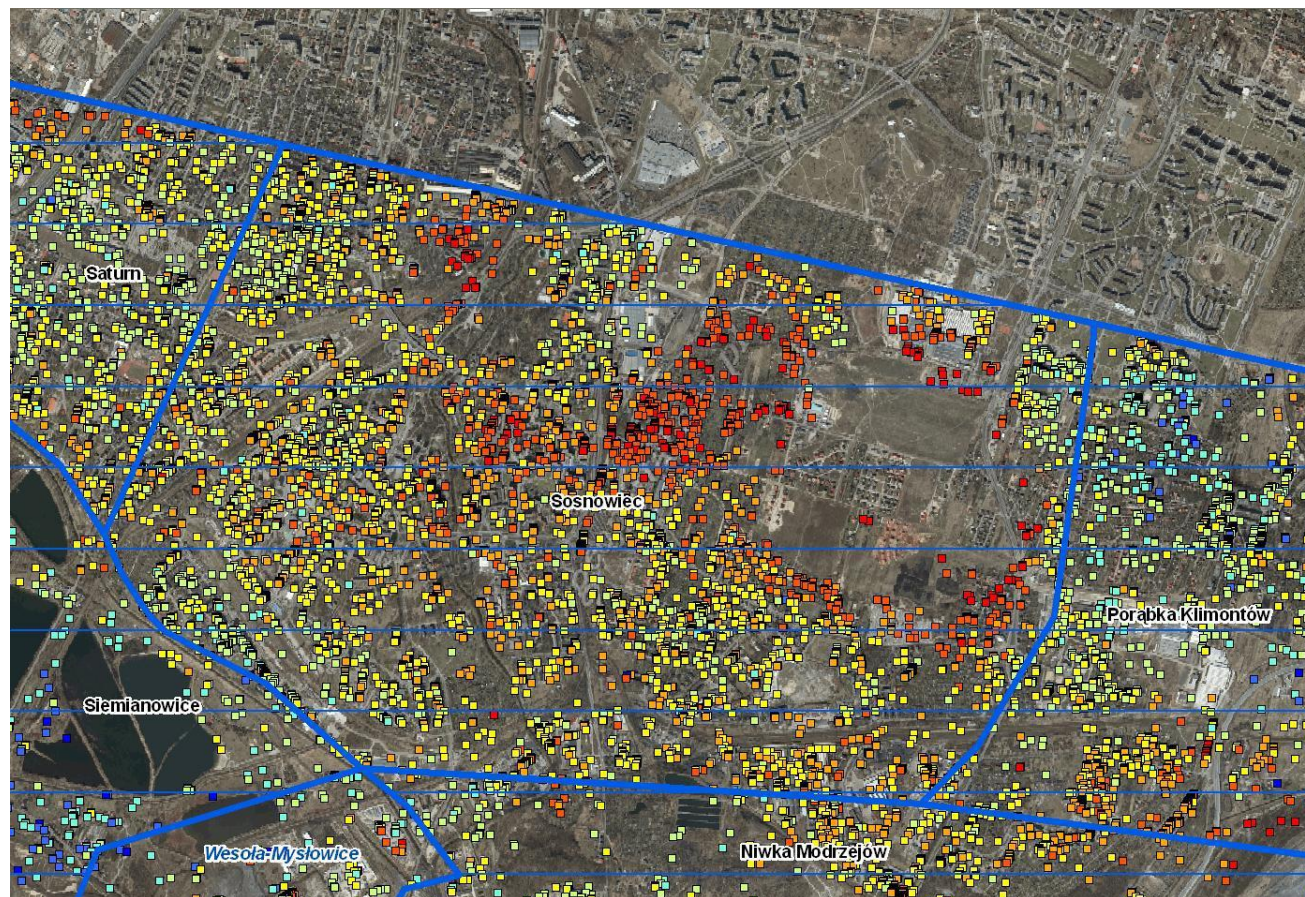 Saturn
Sosnowiec
Porąbka Klimontów
Siemianowice
Wesoła-Mysłowice
Niwka Modrzejów